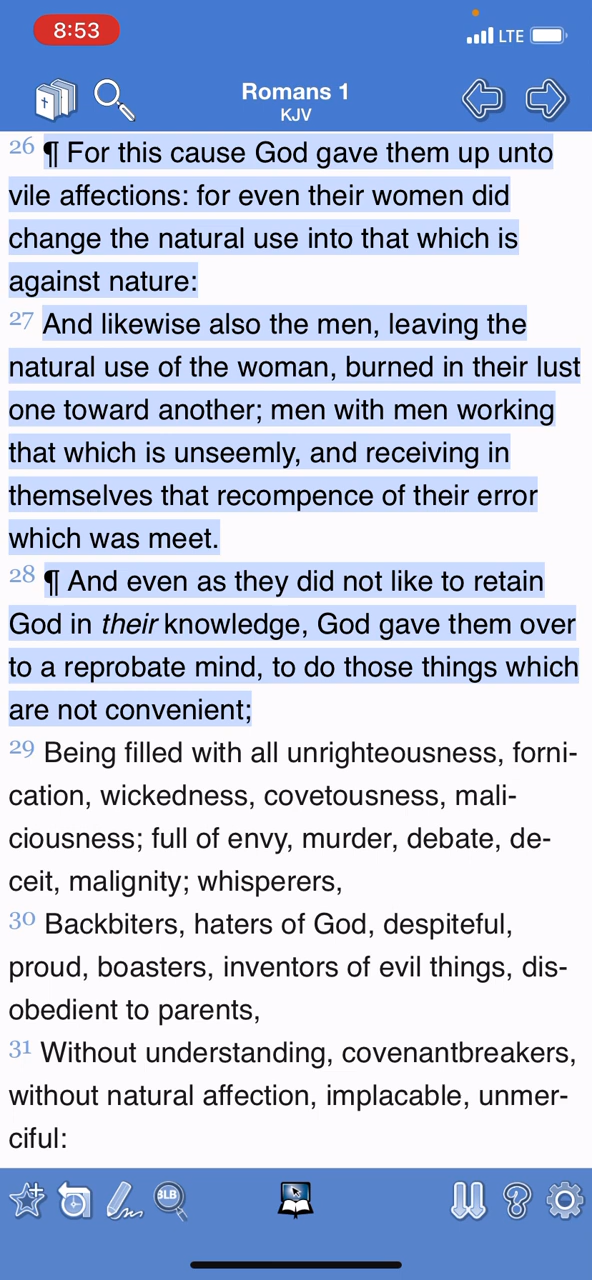 8:53
LTE
Romans 1
KJV
26 ¶ For this cause God gave them up unto
vile affections: for even their women did
change the natural use into that which is
against nature:
27 And likewise also the men, leaving the
natural use of the woman, burned in their lust
one toward another; men with men working
that which is unseemly, and receiving in
themselves that recompence of their error
which was meet.
28 ¶ And even as they did not like to retain
God in their knowledge, God gave them over
to a reprobate mind, to do those things which
are not convenient;
29 Being filled with all unrighteousness, forni-
cation, wickedness, covetousness, mali-
ciousness; full of envy, murder, debate, de-
ceit, malignity; whisperers,
30 Backbiters, haters of God, despiteful,
proud, boasters, inventors of evil things, dis-
obedient to parents,
31 Without understanding, covenantbreakers,
without natural affection, implacable, unmer-
ciful:
BLB